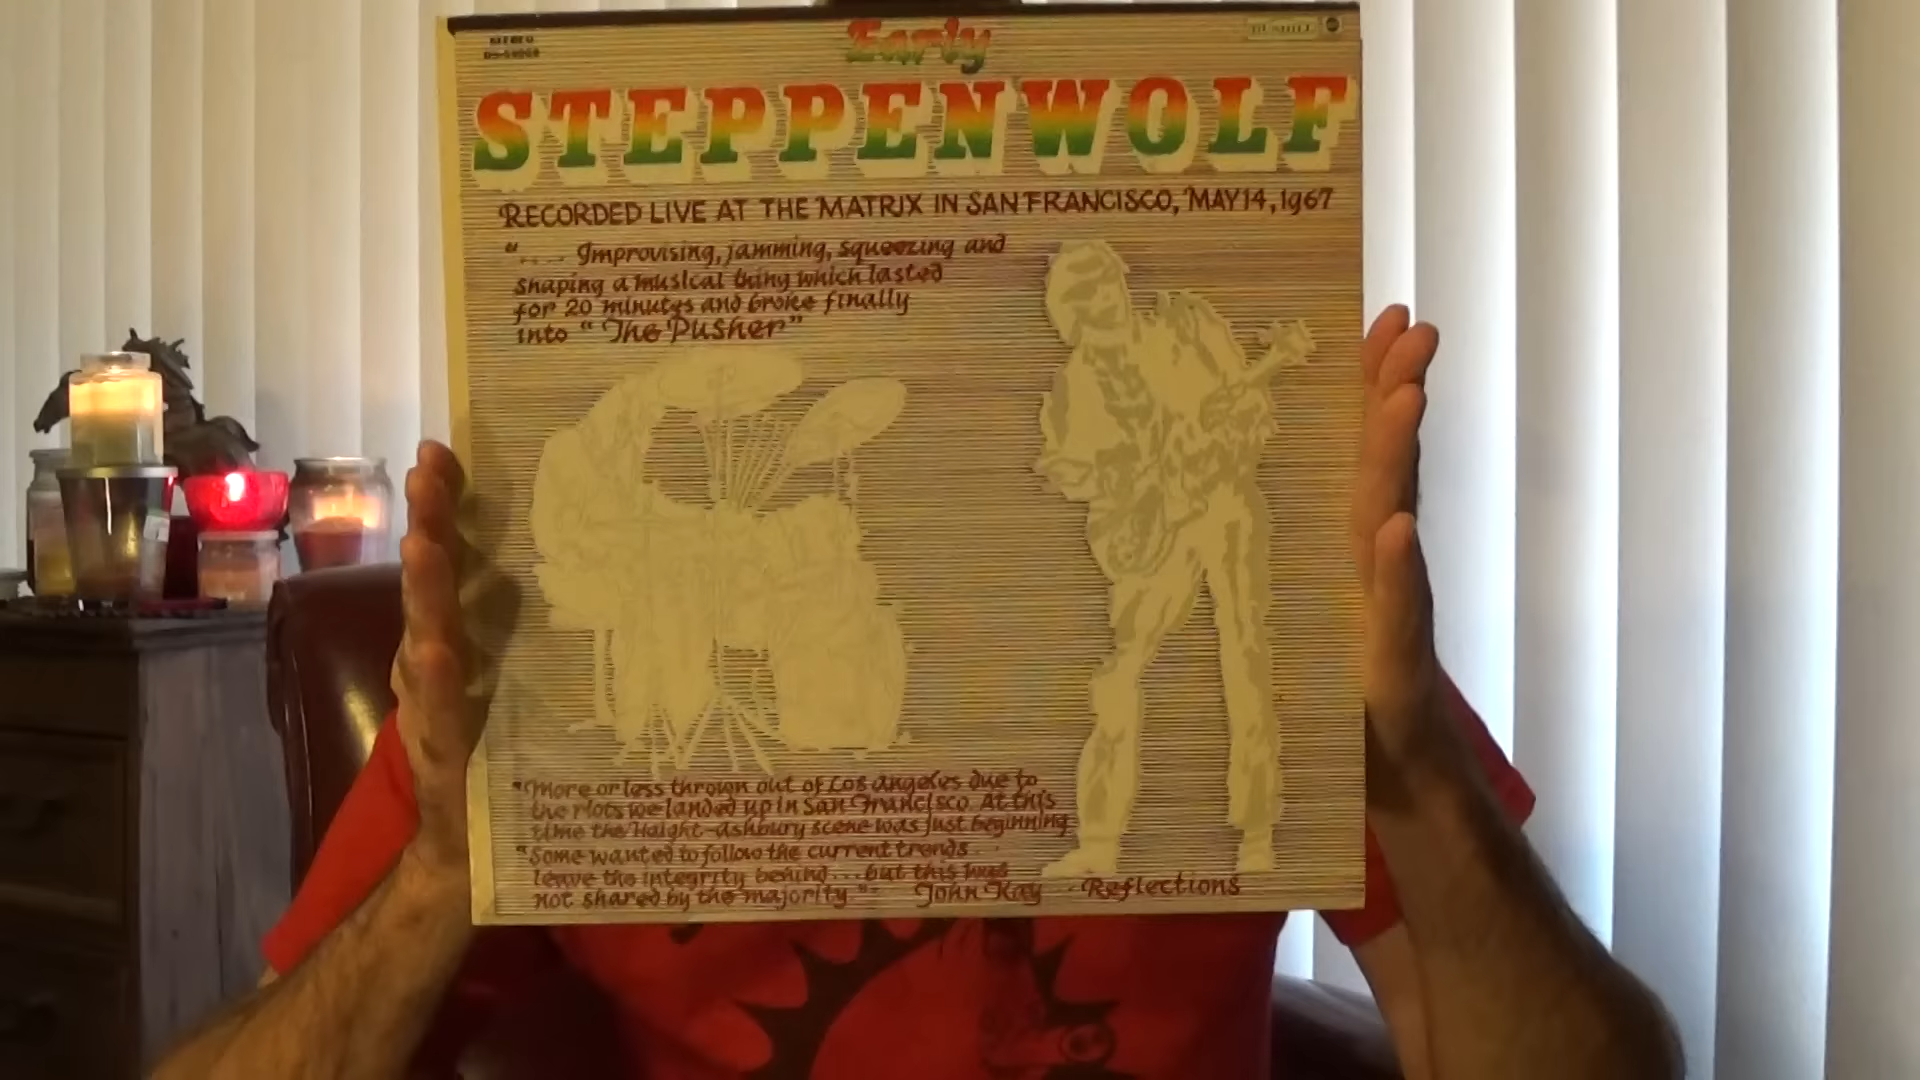 STEREO
Early
DUNHILL
STEPPENWOLF
RECORDED LIVE AT THE MATRIX IN SAN FRANCISCO, MAY 14, 1967
".... Improvising, jamming, squeezing and
shaping a musical thing which lasted
for 20 minutes and broke finally
into "The Pusher"
"More or less thrown out of Los angeles due to
the riots we landed up in San Francisco. At this
time the Haight-ashbury scene was just beginning
"Some wanted to follow the current trends...
leave the integrity behind...but this was
not shared by the majority."- John Kay - Reflections